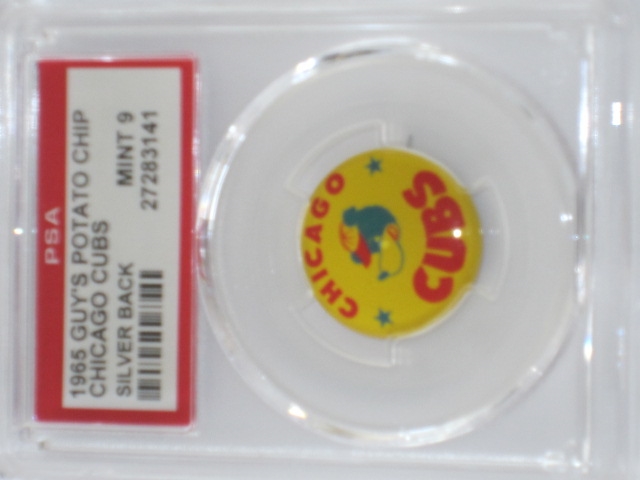 PSA
1965 GUY'S POTATO CHIP
CHICAGO CUBS MINT 9
SILVER BACK 27283141
CHICAGO
CUBS